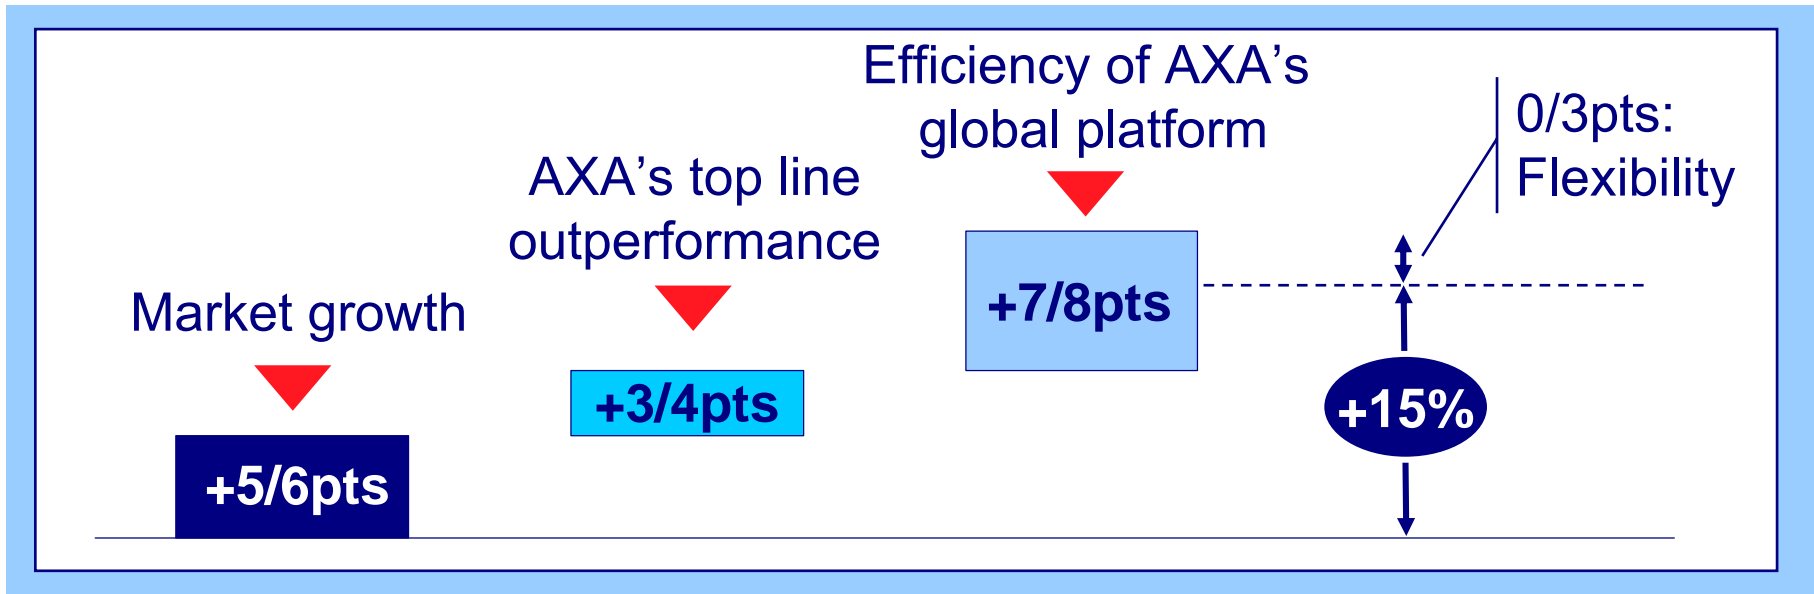 Market growth
+5/6pts
AXA’s top line
outperformance
+3/4pts
Efficiency of AXA’s
global platform
+7/8pts
0/3pts:
Flexibility
+15%